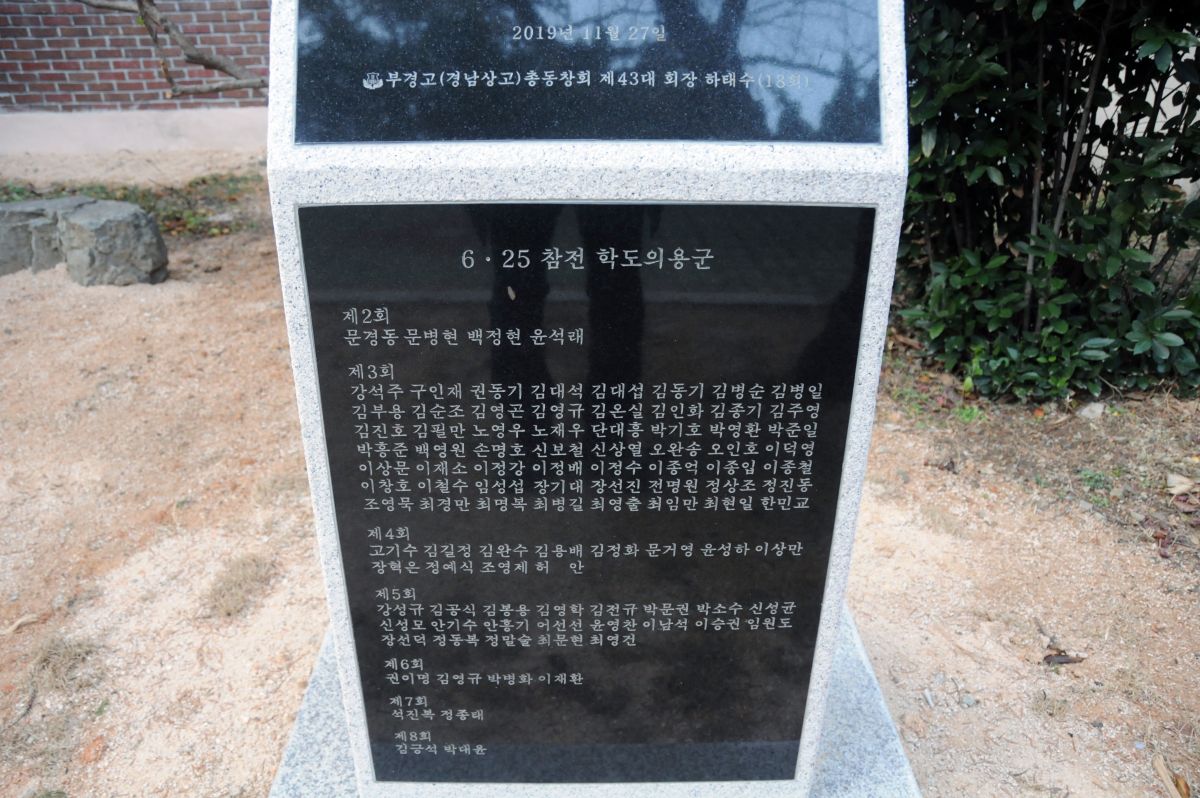 2019년 11월 27일
부경고(경남상고)총동창회 제43대 회장 하태수(13회)
6·25 참전 학도의용군
제2회
문경동 문병현 백정현 윤석래
제3회
강석주 구인재 권동기 김대석 김대섭 김동기 김병순 김병일
김부용 김순조 김영곤 김영규 김온실 김인화 김종기 김주영
김진호 김필만 노영우 노재우 단대흥 박기호 박영환 박준일
박흥준 백영원 손명호 신보철 신상열 오완송 오인호 이덕영
이상문 이재소 이정강 이정배 이정수 이종억 이종립 이종철
이창호 이철수 임성섭 장기대 장선진 전명원 정상조 정진동
조영묵 최경만 최명복 최병길 최영출 최임만 최현일 한민교
제4회
고기수 김길정 김완수 김용배 김정화 문거영 윤성하 이상만
장혁은 정예식 조영제 허 안
제5회
강성규 김공식 김봉용 김영학 김전규 박문권 박소수 신성균
신성모 안기수 안흥기 어선선 윤영찬 이남석 이승권 임원도
장선덕 정동복 정말술 최문현 최영건
제6회
권이명 김영규 박병화 이재환
제7회
석진복 정종태
제8회
김긍석 박대윤